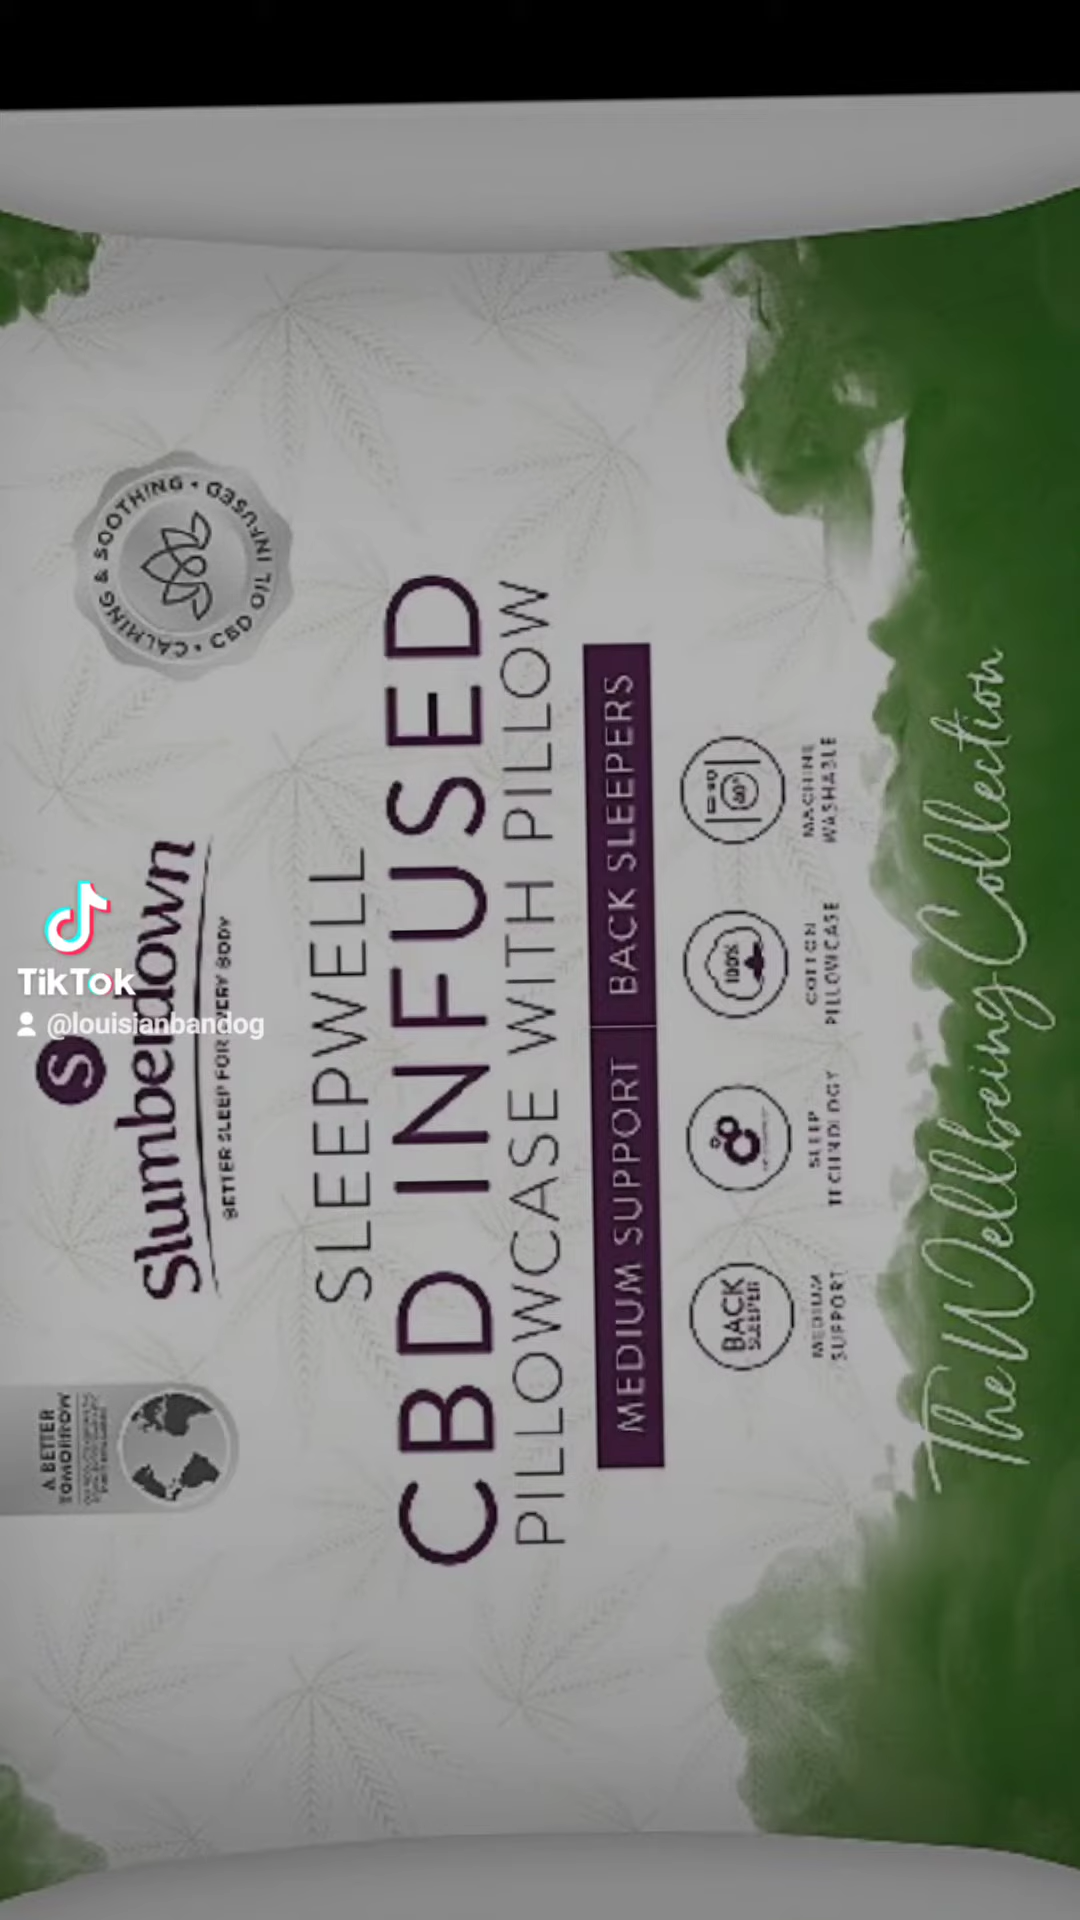 A BETTER
TOMORROW
S
Slumberdown
BETTER SLEEP FOR EVERY BODY
CALMING & SOOTHING • CBD OIL INFUSED •
SLEEPWELL
CBD INFUSED
PILLOWCASE WITH PILLOW
MEDIUM SUPPORT | BACK SLEEPERS
BACK
SLEEPER
100%
40°
MEDIUM
SUPPORT
SLEEP
TECHNOLOGY
COTTON
PILLOWCASE
MACHINE
WASHABLE
The Wellbeing Collection
TikTok
@louisianbandog